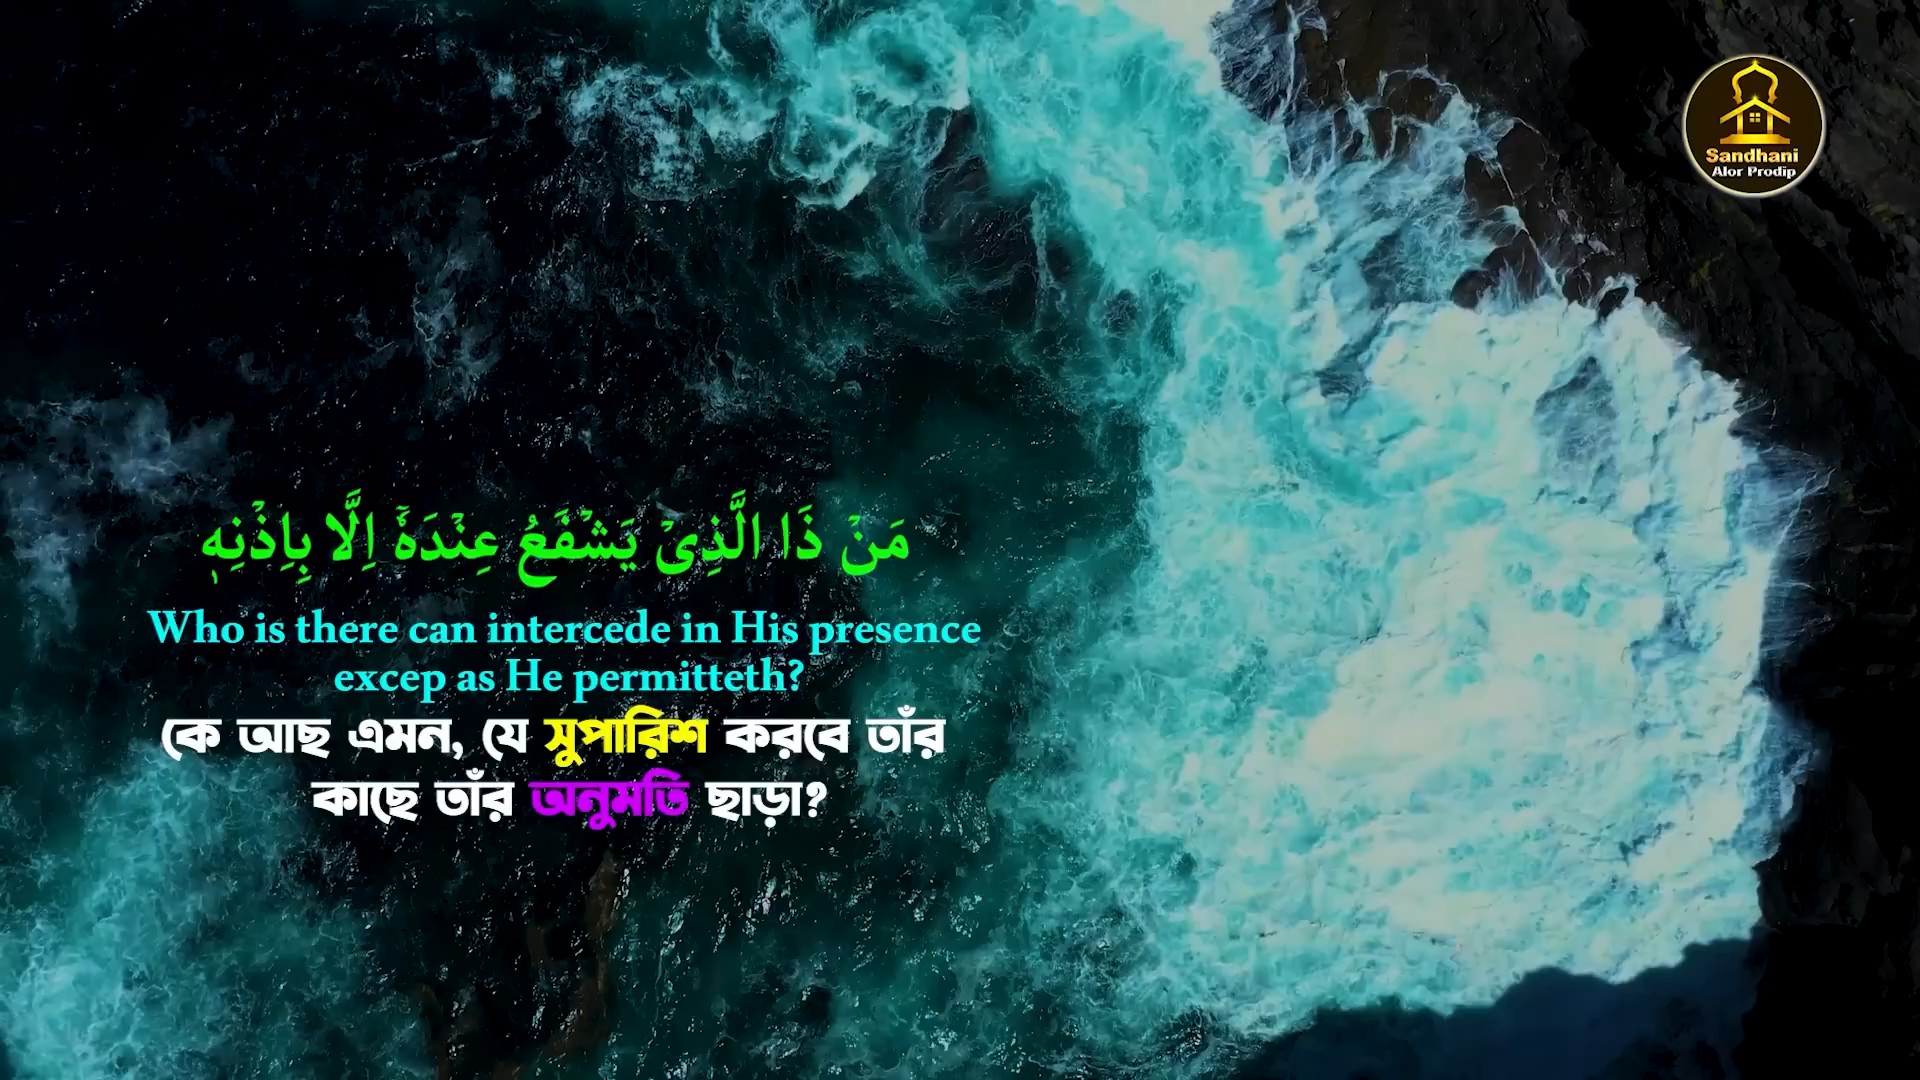 Sandhani
Alor Prodip
مَنْ ذَا الَّذِیْ یَشْفَعُ عِنْدَهٗۤ اِلَّا بِاِذْنِهٖ
Who is there can intercede in His presence
excep as He permitteth?
কে আছ এমন, যে সুপারিশ করবে তাঁর
কাছে তাঁর অনুমতি ছাড়া?